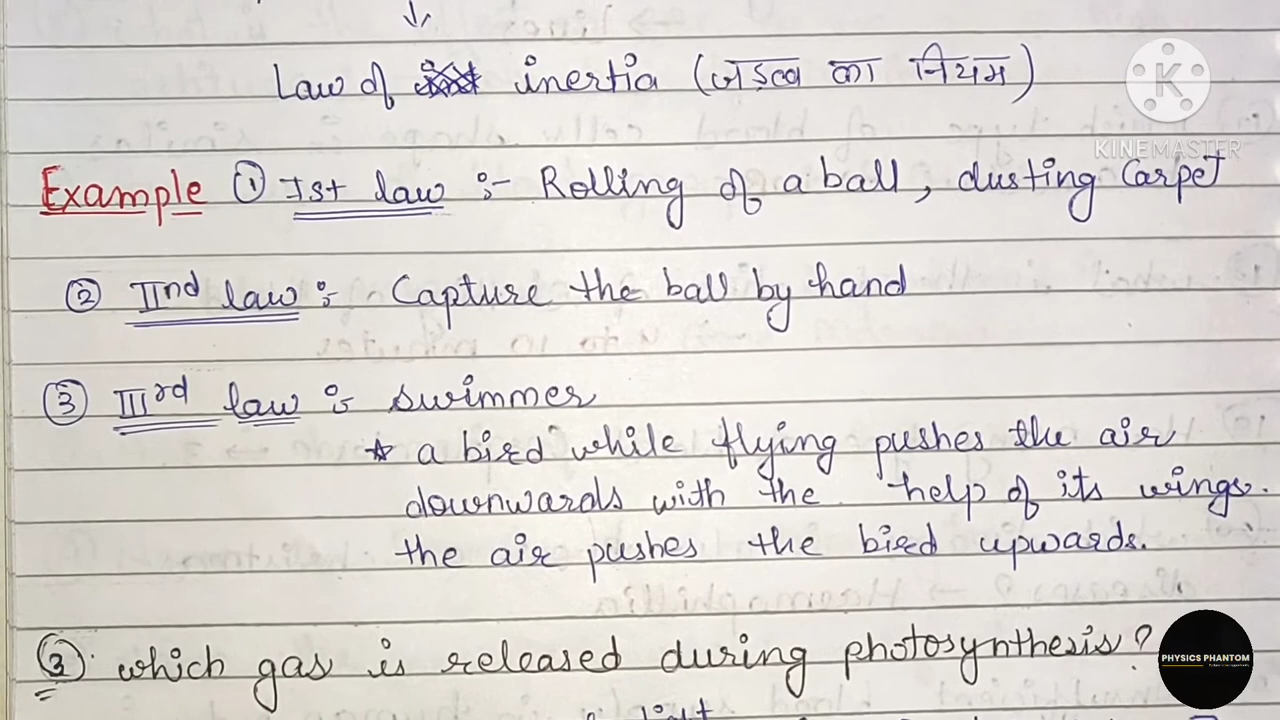 Law of inertia (जडत्व का नियम)
K
KINEMASTER
Example ① Ist law :- Rolling of a ball, dusting Carpet
② IInd law :- Capture the ball by hand
③ IIIrd law :- swimmer
* a bird while flying pushes the air
downwards with the help of its wings.
the air pushes the bird upwards.
③. which gas is released during photosynthesis?
PHYSICS PHANTOM